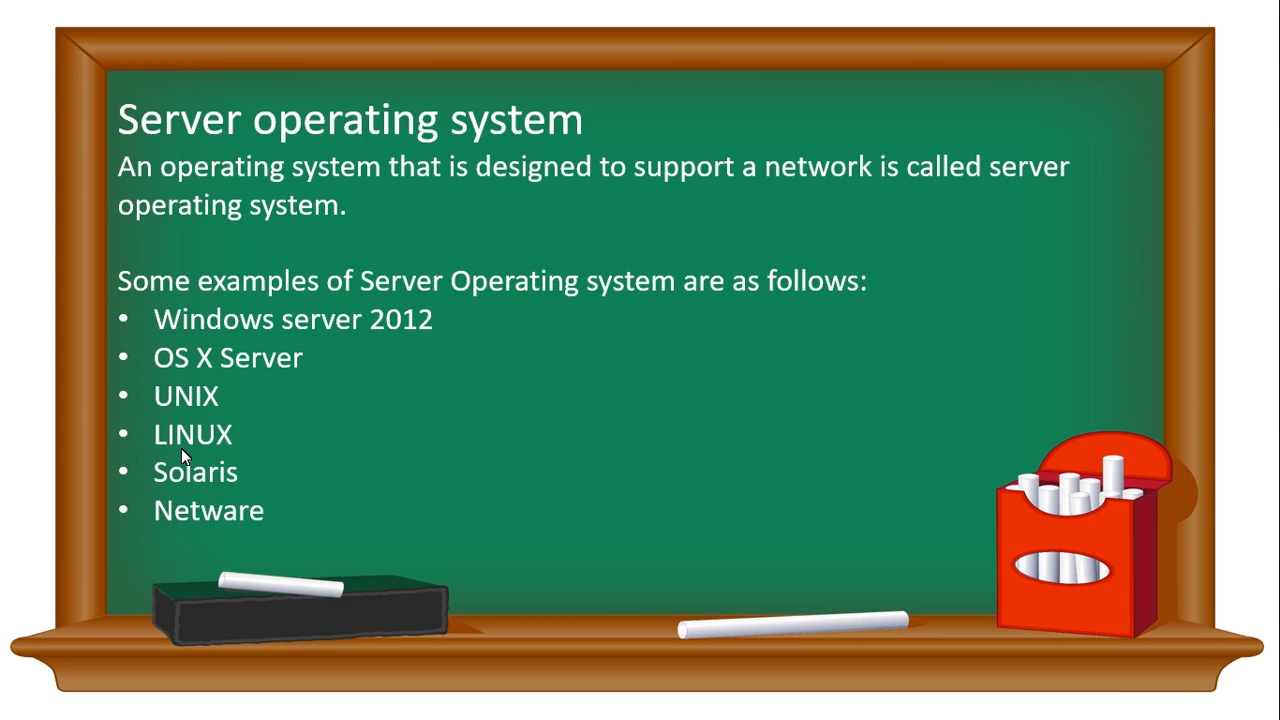 Server operating system
An operating system that is designed to support a network is called server
operating system.
Some examples of Server Operating system are as follows:
• Windows server 2012
• OS X Server
• UNIX
• LINUX
• Solaris
• Netware